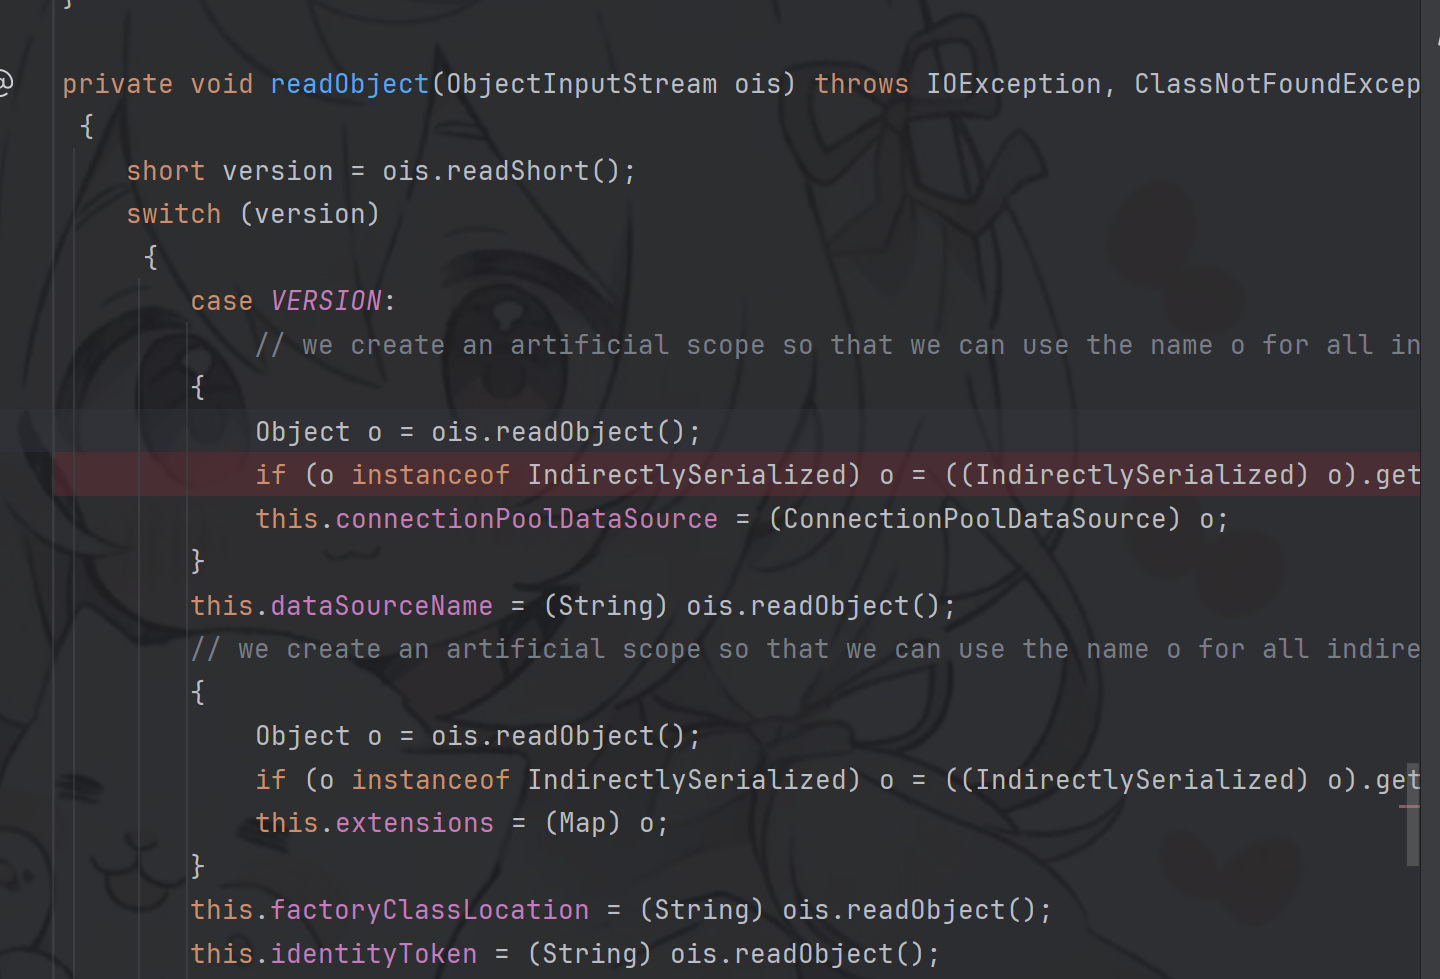 }
@
private void readObject(ObjectInputStream ois) throws IOException, ClassNotFoundExcep
{
short version = ois.readShort();
switch (version)
{
case VERSION:
// we create an artificial scope so that we can use the name o for all in
{
Object o = ois.readObject();
if (o instanceof IndirectlySerialized) o = ((IndirectlySerialized) o).get
this.connectionPoolDataSource = (ConnectionPoolDataSource) o;
}
this.dataSourceName = (String) ois.readObject();
// we create an artificial scope so that we can use the name o for all indire
{
Object o = ois.readObject();
if (o instanceof IndirectlySerialized) o = ((IndirectlySerialized) o).get
this.extensions = (Map) o;
}
this.factoryClassLocation = (String) ois.readObject();
this.identityToken = (String) ois.readObject();